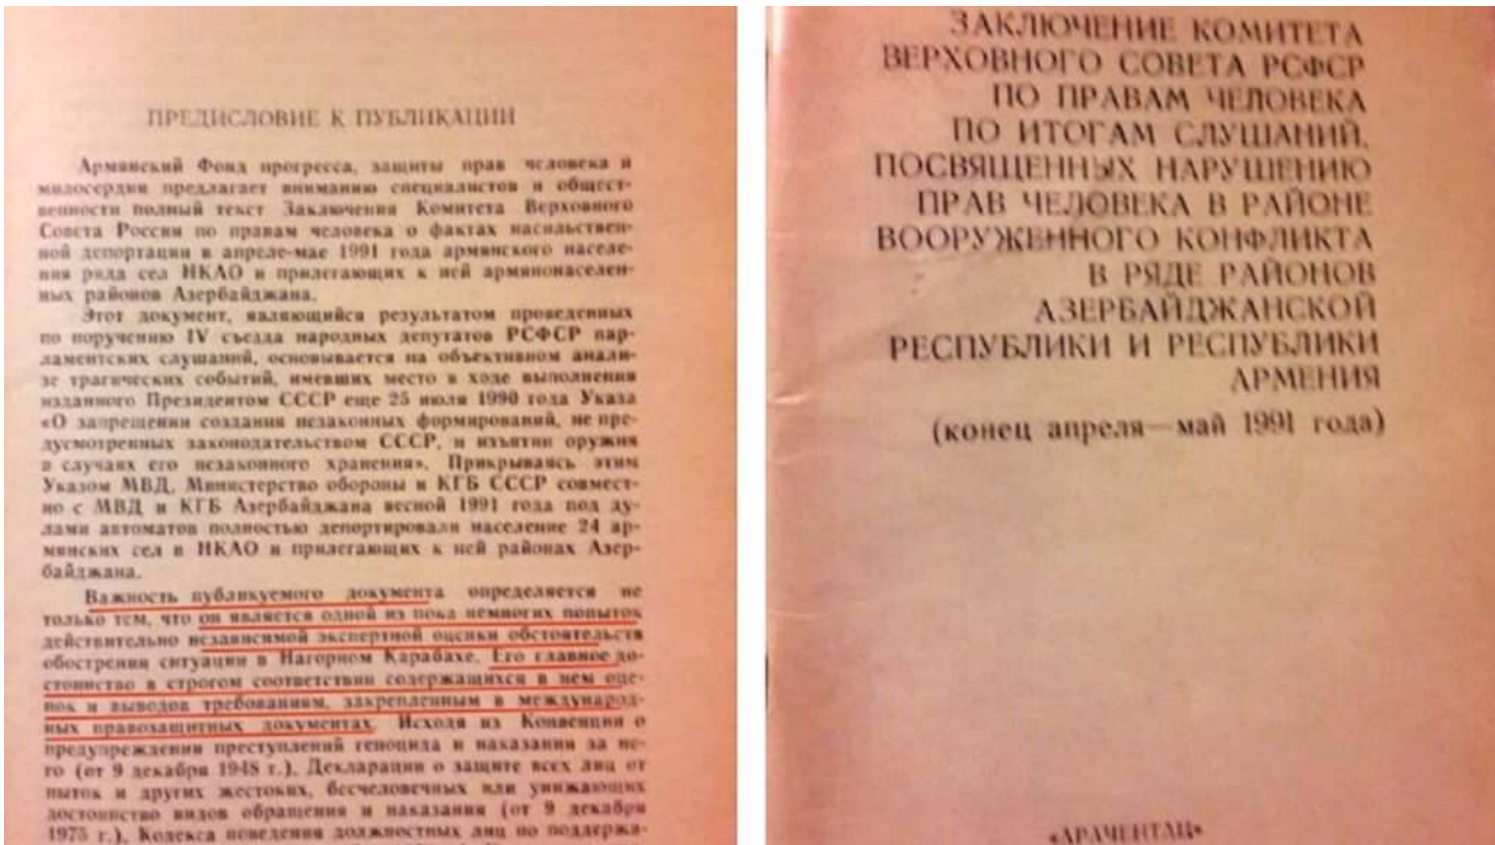 ПРЕДИСЛОВИЕ К ПУБЛИКАЦИИ
Армянский Фонд прогресса, защиты прав человека и
милосердия предлагает вниманию специалистов и общест-
венности полный текст Заключения Комитета Верховного
Совета России по правам человека о фактах насильствен-
ной депортации в апреле-мае 1991 года армянского населе-
ния ряда сел НКАО и прилегающих к ней армянонаселен-
ных районов Азербайджана.
Этот документ, являющийся результатом проведенных
по поручению IV съезда народных депутатов РСФСР пар-
ламентских слушаний, основывается на объективном анали-
зе трагических событий, имевших место в ходе выполнения
изданного Президентом СССР еще 25 июля 1990 года Указа
«О запрещении создания незаконных формирований, не пре-
дусмотренных законодательством СССР, и изъятии оружия
в случаях его незаконного хранения». Прикрываясь этим
Указом МВД, Министерство обороны и КГБ СССР совмест-
но с МВД и КГБ Азербайджана весной 1991 года под ду-
лами автоматов полностью депортировали население 24 ар-
мянских сел в НКАО и прилегающих к ней районах Азер-
байджана.
Важность публикуемого документа определяется не
только тем, что он является одной из пока немногих попыток
действительно независимой экспертной оценки обстоятельств
обострения ситуации в Нагорном Карабахе. Его главное до-
стоинство в строгом соответствии содержащихся в нем оце-
нок и выводов требованиям, закрепленным в международ-
ных правозащитных документах. Исходя из Конвенции о
предупреждении преступлений геноцида и наказании за не-
го (от 9 декабря 1948 г.), Декларации о защите всех лиц от
пыток и других жестоких, бесчеловечных или унижающих
достоинство видов обращения и наказания (от 9 декабря
1975 г.), Кодекса поведения должностных лиц по поддержа-
ЗАКЛЮЧЕНИЕ КОМИТЕТА
ВЕРХОВНОГО СОВЕТА РСФСР
ПО ПРАВАМ ЧЕЛОВЕКА
ПО ИТОГАМ СЛУШАНИЙ,
ПОСВЯЩЕННЫХ НАРУШЕНИЮ
ПРАВ ЧЕЛОВЕКА В РАЙОНЕ
ВООРУЖЕННОГО КОНФЛИКТА
В РЯДЕ РАЙОНОВ
АЗЕРБАЙДЖАНСКОЙ
РЕСПУБЛИКИ И РЕСПУБЛИКИ
АРМЕНИЯ
(конец апреля—май 1991 года)